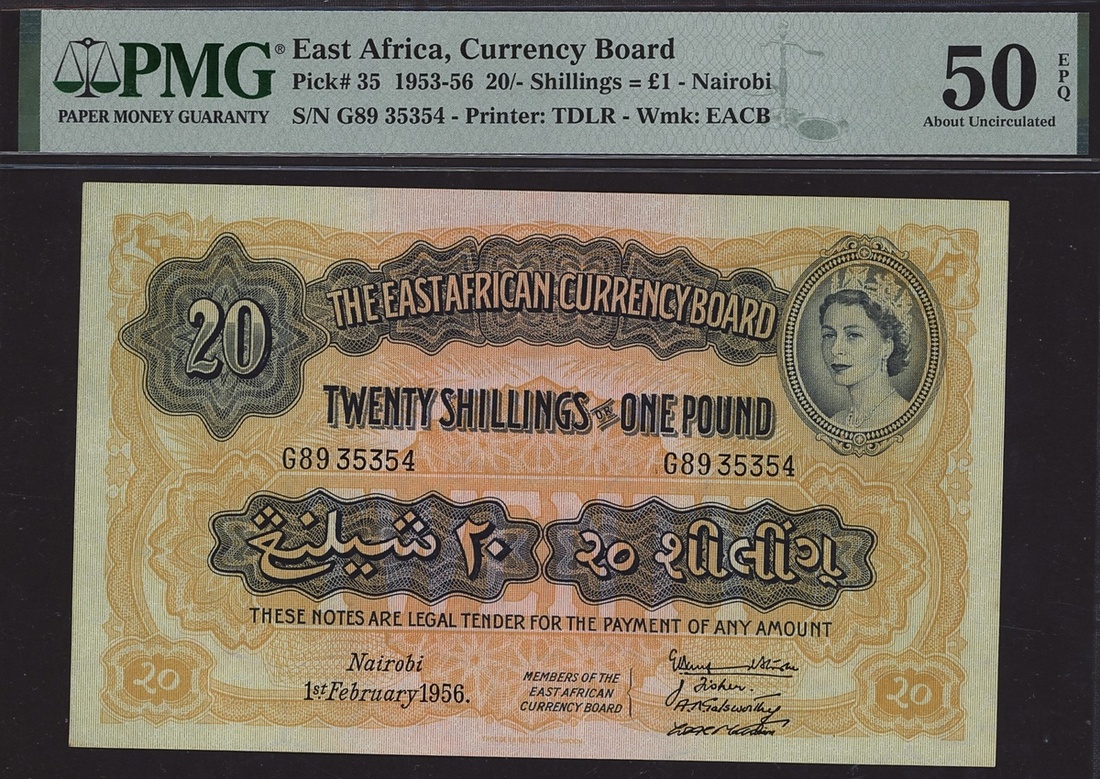 PMG®
PAPER MONEY GUARANTY
East Africa, Currency Board
Pick# 35 1953-56 20/- Shillings = £1 - Nairobi
S/N G89 35354 - Printer: TDLR - Wmk: EACB
50
EPQ
About Uncirculated
20
THE EAST AFRICAN CURRENCY BOARD
TWENTY SHILLINGS OR ONE POUND
G89 35354
G89 35354
شيلنڠ ٢٠
૨૦ શીલીંગ્
THESE NOTES ARE LEGAL TENDER FOR THE PAYMENT OF ANY AMOUNT
Nairobi
1st February 1956.
MEMBERS OF THE
EAST AFRICAN
CURRENCY BOARD
J Fisher.
A N Galsworthy
20
20